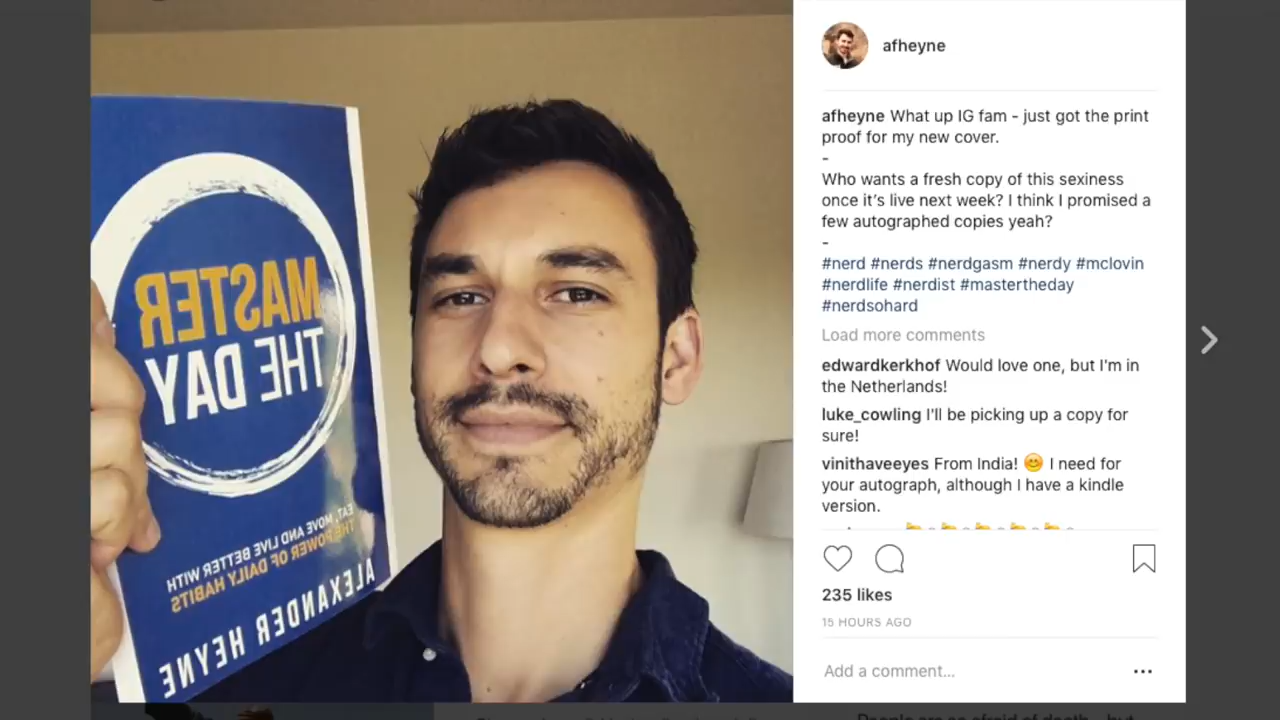 MASTER
THE DAY
EAT, MOVE AND LIVE BETTER WITH
THE POWER OF DAILY HABITS
ALEXANDER HEYNE
afheyne
afheyne What up IG fam - just got the print
proof for my new cover.
-
Who wants a fresh copy of this sexiness
once it's live next week? I think I promised a
few autographed copies yeah?
-
#nerd #nerds #nerdgasm #nerdy #mclovin
#nerdlife #nerdist #mastertheday
#nerdsohard
Load more comments
edwardkerkhof Would love one, but I'm in
the Netherlands!
luke_cowling I'll be picking up a copy for
sure!
vinithaveeyes From India! 😊 I need for
your autograph, although I have a kindle
version.
235 likes
15 HOURS AGO
Add a comment...